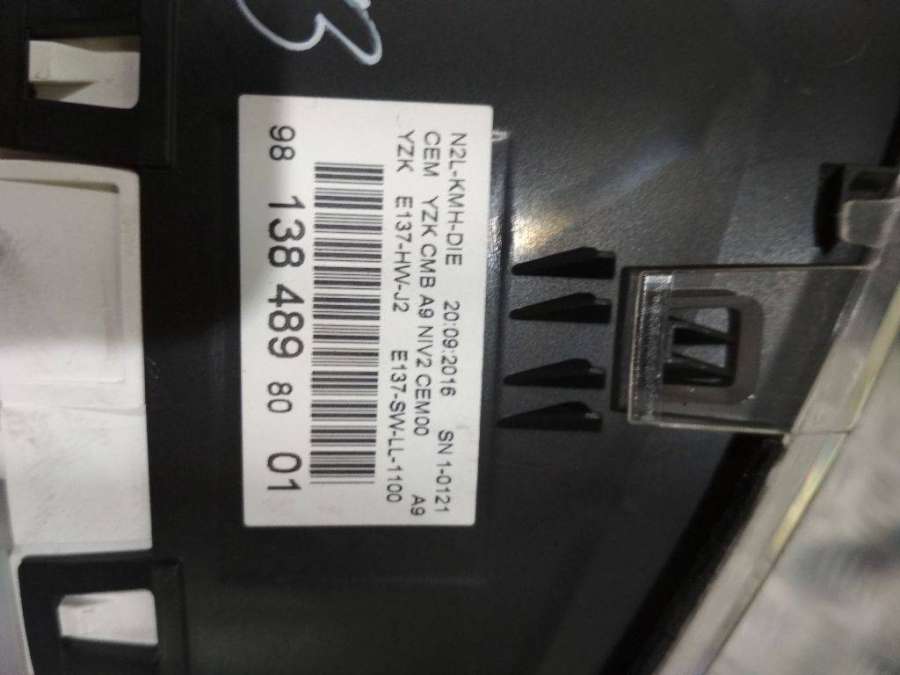 N2L-KMH-DIE 20:09:2016 SN 1-0121
CEM YZK CMB A9 NIV2 CEM00 A9
YZK E137-HW-J2 E137-SW-LL-1100
98 138 489 80 01